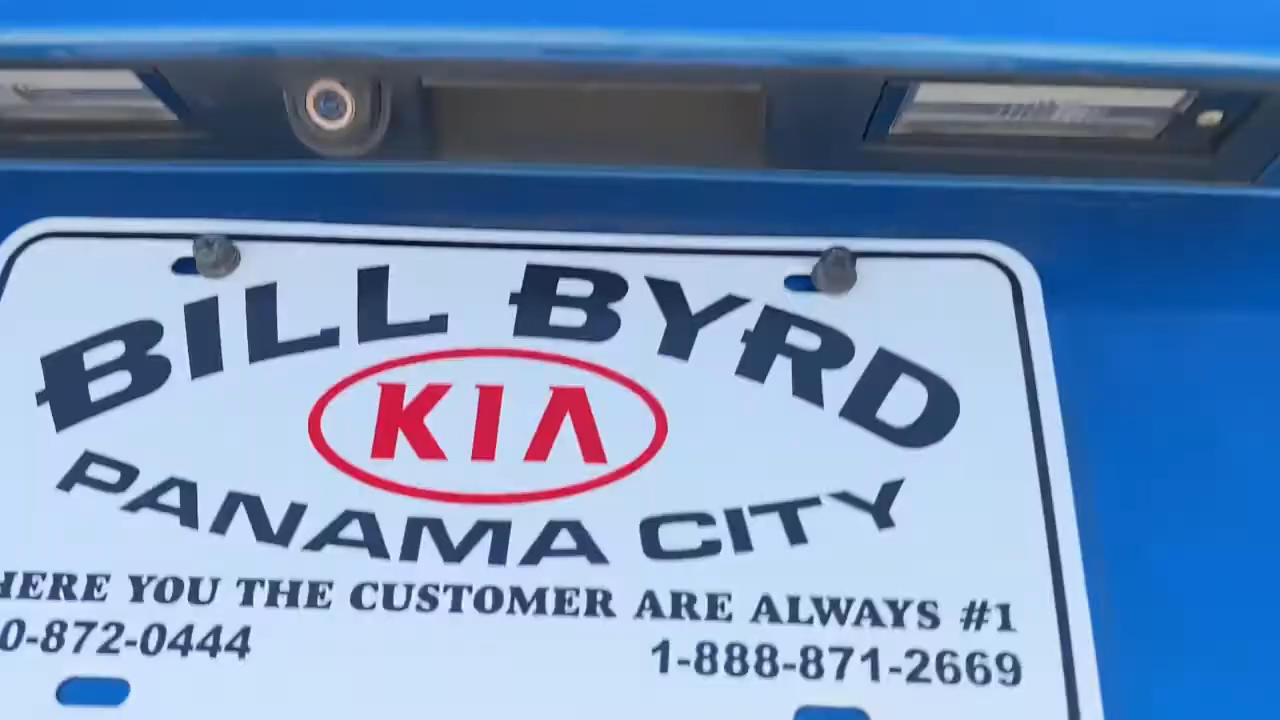 BILL BYRD
KIA
PANAMA CITY
HERE YOU THE CUSTOMER ARE ALWAYS #1
0-872-0444
1-888-871-2669